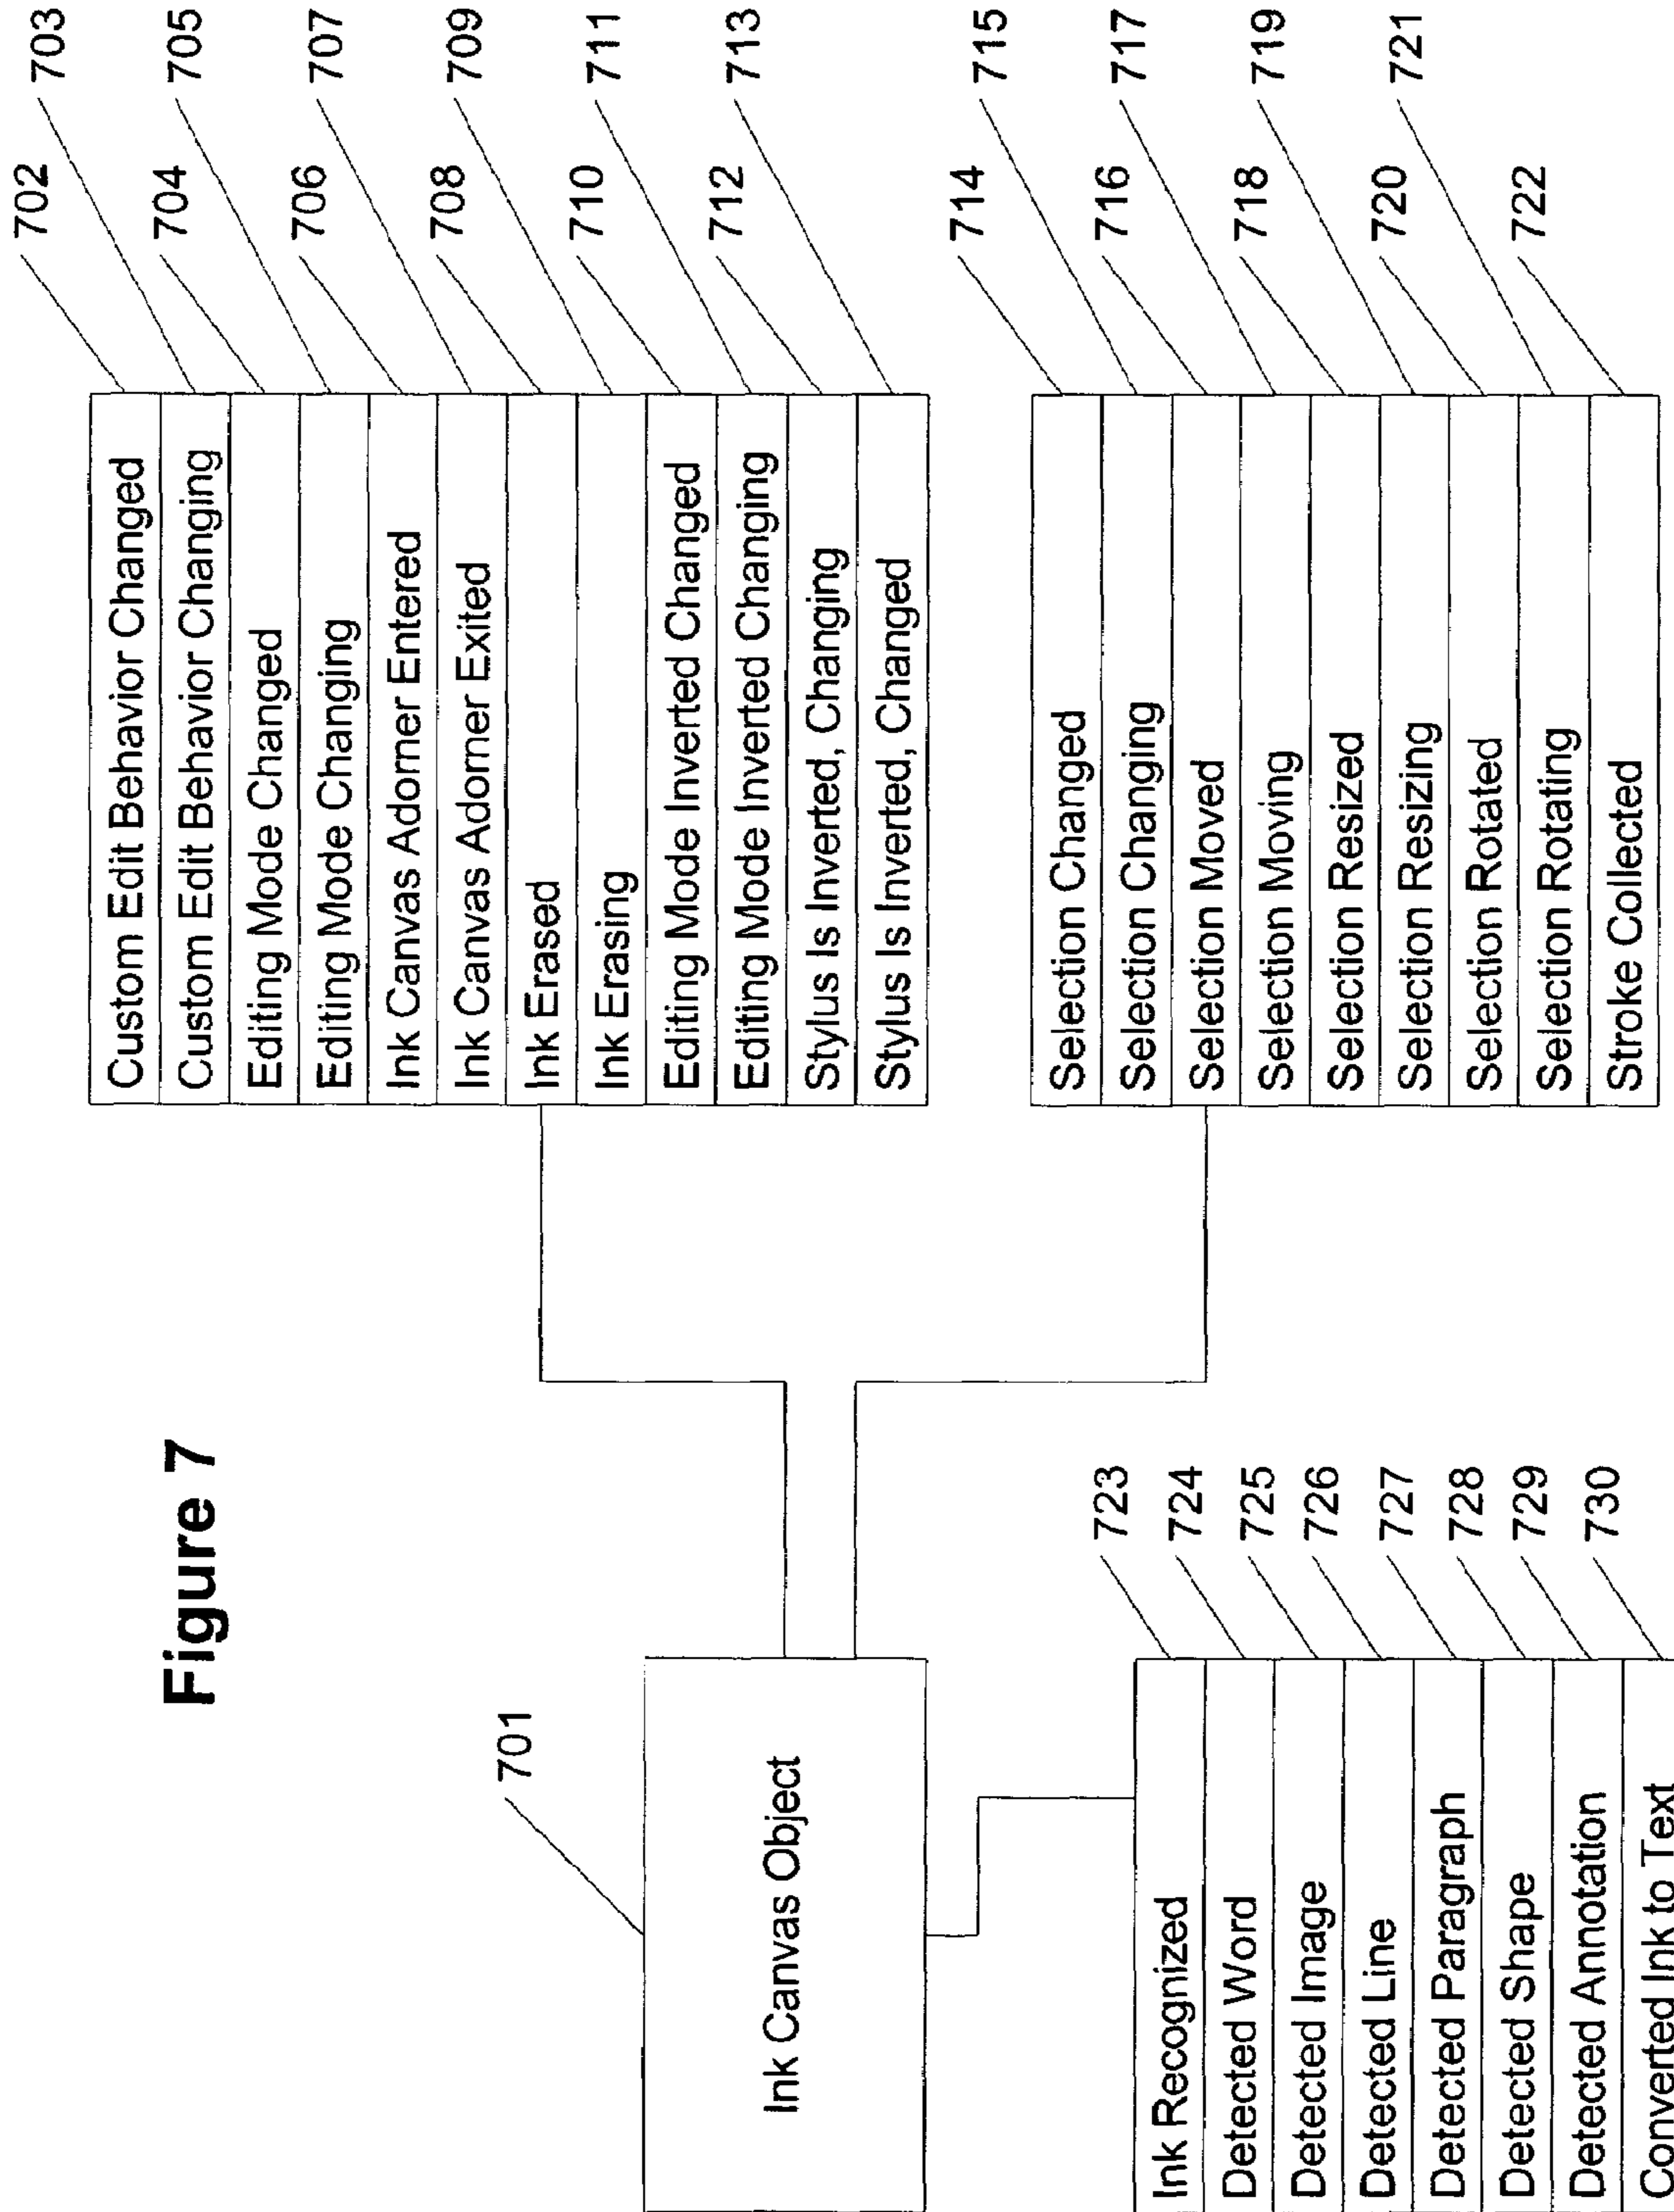 Figure 7
701
Ink Canvas Object
Custom Edit Behavior Changed
Custom Edit Behavior Changing
Editing Mode Changed
Editing Mode Changing
Ink Canvas Adorner Entered
Ink Canvas Adorner Exited
Ink Erased
Ink Erasing
Editing Mode Inverted Changed
Editing Mode Inverted Changing
Stylus Is Inverted, Changing
Stylus Is Inverted, Changed
702
703
704
705
706
707
708
709
710
711
712
713
Selection Changed
Selection Changing
Selection Moved
Selection Moving
Selection Resized
Selection Resizing
Selection Rotated
Selection Rotating
Stroke Collected
714
715
716
717
718
719
720
721
722
Ink Recognized
Detected Word
Detected Image
Detected Line
Detected Paragraph
Detected Shape
Detected Annotation
Converted Ink to Text
723
724
725
726
727
728
729
730